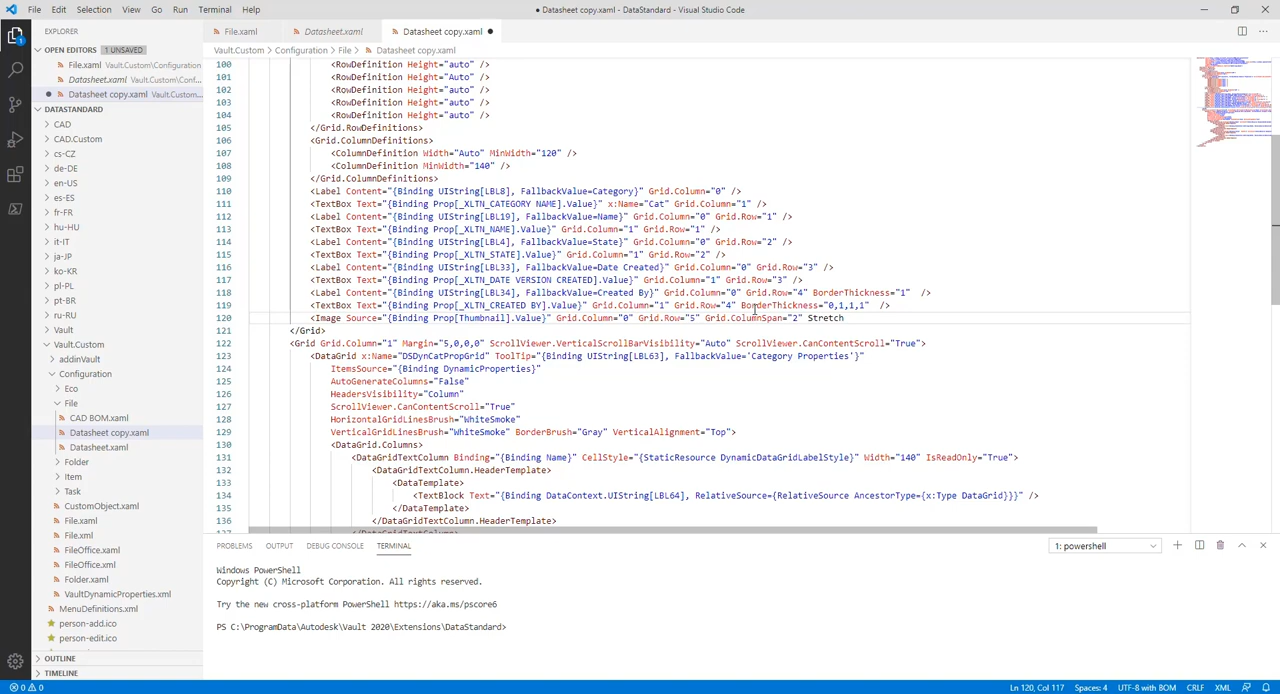 File Edit Selection View Go Run Terminal Help
● Datasheet copy.xaml - DataStandard - Visual Studio Code
EXPLORER
OPEN EDITORS 1 UNSAVED
File.xaml Vault.Custom\Configuration
Datasheet.xaml Vault.Custom\Conf...
● Datasheet copy.xaml Vault.Custom...
DATASTANDARD
CAD
CAD.Custom
cs-CZ
de-DE
en-US
es-ES
fr-FR
hu-HU
it-IT
ja-JP
ko-KR
pl-PL
pt-BR
ru-RU
Vault
Vault.Custom
addinVault
Configuration
Eco
File
CAD BOM.xaml
Datasheet copy.xaml
Datasheet.xaml
Folder
Item
Task
CustomObject.xaml
File.xaml
File.xml
FileOffice.xaml
FileOffice.xml
Folder.xaml
VaultDynamicProperties.xml
MenuDefinitions.xml
person-add.ico
person-edit.ico
OUTLINE
TIMELINE
File.xaml Datasheet.xaml Datasheet copy.xaml ●
Vault.Custom > Configuration > File > Datasheet copy.xaml
100 <RowDefinition Height="auto" />
101 <RowDefinition Height="auto" />
102 <RowDefinition Height="auto" />
103 <RowDefinition Height="auto" />
104 <RowDefinition Height="auto" />
105 </Grid.RowDefinitions>
106 <Grid.ColumnDefinitions>
107 <ColumnDefinition Width="Auto" MinWidth="120" />
108 <ColumnDefinition MinWidth="140" />
109 </Grid.ColumnDefinitions>
110 <Label Content="{Binding UIString[LBL8], FallbackValue=Category}" Grid.Column="0" />
111 <TextBox Text="{Binding Prop[_XLTN_CATEGORY NAME].Value}" x:Name="Cat" Grid.Column="1" />
112 <Label Content="{Binding UIString[LBL19], FallbackValue=Name}" Grid.Column="0" Grid.Row="1" />
113 <TextBox Text="{Binding Prop[_XLTN_NAME].Value}" Grid.Column="1" Grid.Row="1" />
114 <Label Content="{Binding UIString[LBL4], FallbackValue=State}" Grid.Column="0" Grid.Row="2" />
115 <TextBox Text="{Binding Prop[_XLTN_STATE].Value}" Grid.Column="1" Grid.Row="2" />
116 <Label Content="{Binding UIString[LBL33], FallbackValue=Date Created}" Grid.Column="0" Grid.Row="3" />
117 <TextBox Text="{Binding Prop[_XLTN_DATE VERSION CREATED].Value}" Grid.Column="1" Grid.Row="3" />
118 <Label Content="{Binding UIString[LBL34], FallbackValue=Created By}" Grid.Column="0" Grid.Row="4" BorderThickness="1" />
119 <TextBox Text="{Binding Prop[_XLTN_CREATED BY].Value}" Grid.Column="1" Grid.Row="4" BorderThickness="0,1,1,1" />
120 <Image Source="{Binding Prop[Thumbnail].Value}" Grid.Column="0" Grid.Row="5" Grid.ColumnSpan="2" Stretch
121 </Grid>
122 <Grid Grid.Column="1" Margin="5,0,0,0" ScrollViewer.VerticalScrollBarVisibility="Auto" ScrollViewer.CanContentScroll="True">
123 <DataGrid x:Name="DSDynCatPropGrid" ToolTip="{Binding UIString[LBL63], FallbackValue='Category Properties'}"
124 ItemsSource="{Binding DynamicProperties}"
125 AutoGenerateColumns="False"
126 HeadersVisibility="Column"
127 ScrollViewer.CanContentScroll="True"
128 HorizontalGridLinesBrush="WhiteSmoke"
129 VerticalGridLinesBrush="WhiteSmoke" BorderBrush="Gray" VerticalAlignment="Top">
130 <DataGrid.Columns>
131 <DataGridTextColumn Binding="{Binding Name}" CellStyle="{StaticResource DynamicDataGridLabelStyle}" Width="140" IsReadOnly="True">
132 <DataGridTextColumn.HeaderTemplate>
133 <DataTemplate>
134 <TextBlock Text="{Binding DataContext.UIString[LBL64], RelativeSource={RelativeSource AncestorType={x:Type DataGrid}}}" />
135 </DataTemplate>
136 </DataGridTextColumn.HeaderTemplate>
PROBLEMS OUTPUT DEBUG CONSOLE TERMINAL
1: powershell
Windows PowerShell
Copyright (C) Microsoft Corporation. All rights reserved.
Try the new cross-platform PowerShell https://aka.ms/pscore6
PS C:\ProgramData\Autodesk\Vault 2020\Extensions\DataStandard>
0 0
Ln 120, Col 117 Spaces: 4 UTF-8 with BOM CRLF XML